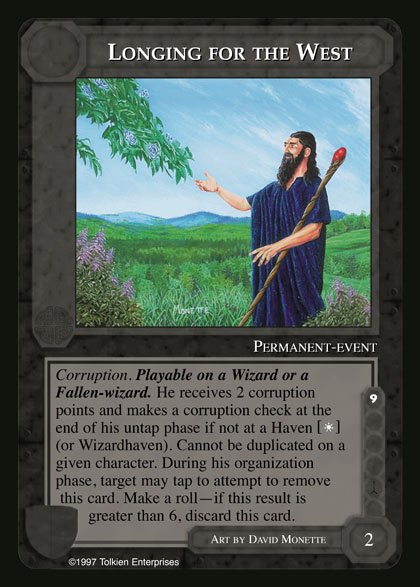 LONGING FOR THE WEST
MONETTE
PERMANENT-EVENT
Corruption. Playable on a Wizard or a
Fallen-wizard. He receives 2 corruption
points and makes a corruption check at the
end of his untap phase if not at a Haven [☀]
(or Wizardhaven). Cannot be duplicated on a
given character. During his organization
phase, target may tap to attempt to remove
this card. Make a roll—if this result is
greater than 6, discard this card.
9
ART BY DAVID MONETTE
2
©1997 Tolkien Enterprises